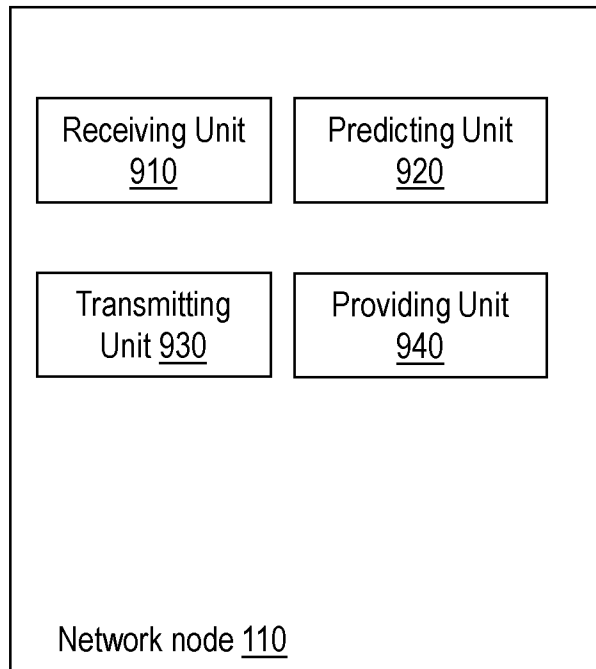 Receiving Unit
910
Predicting Unit
920
Transmitting
Unit 930
Providing Unit
940
Network node 110